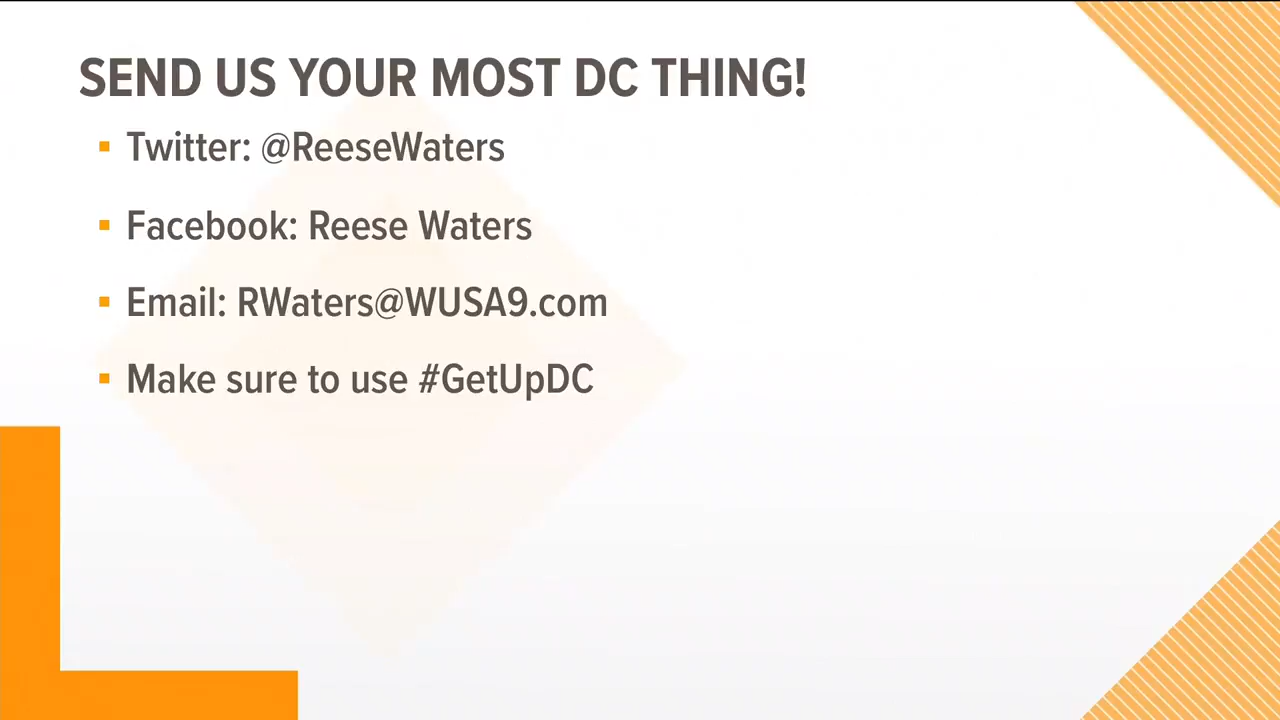 SEND US YOUR MOST DC THING!
Twitter: @ReeseWaters
Facebook: Reese Waters
Email: RWaters@WUSA9.com
Make sure to use #GetUpDC